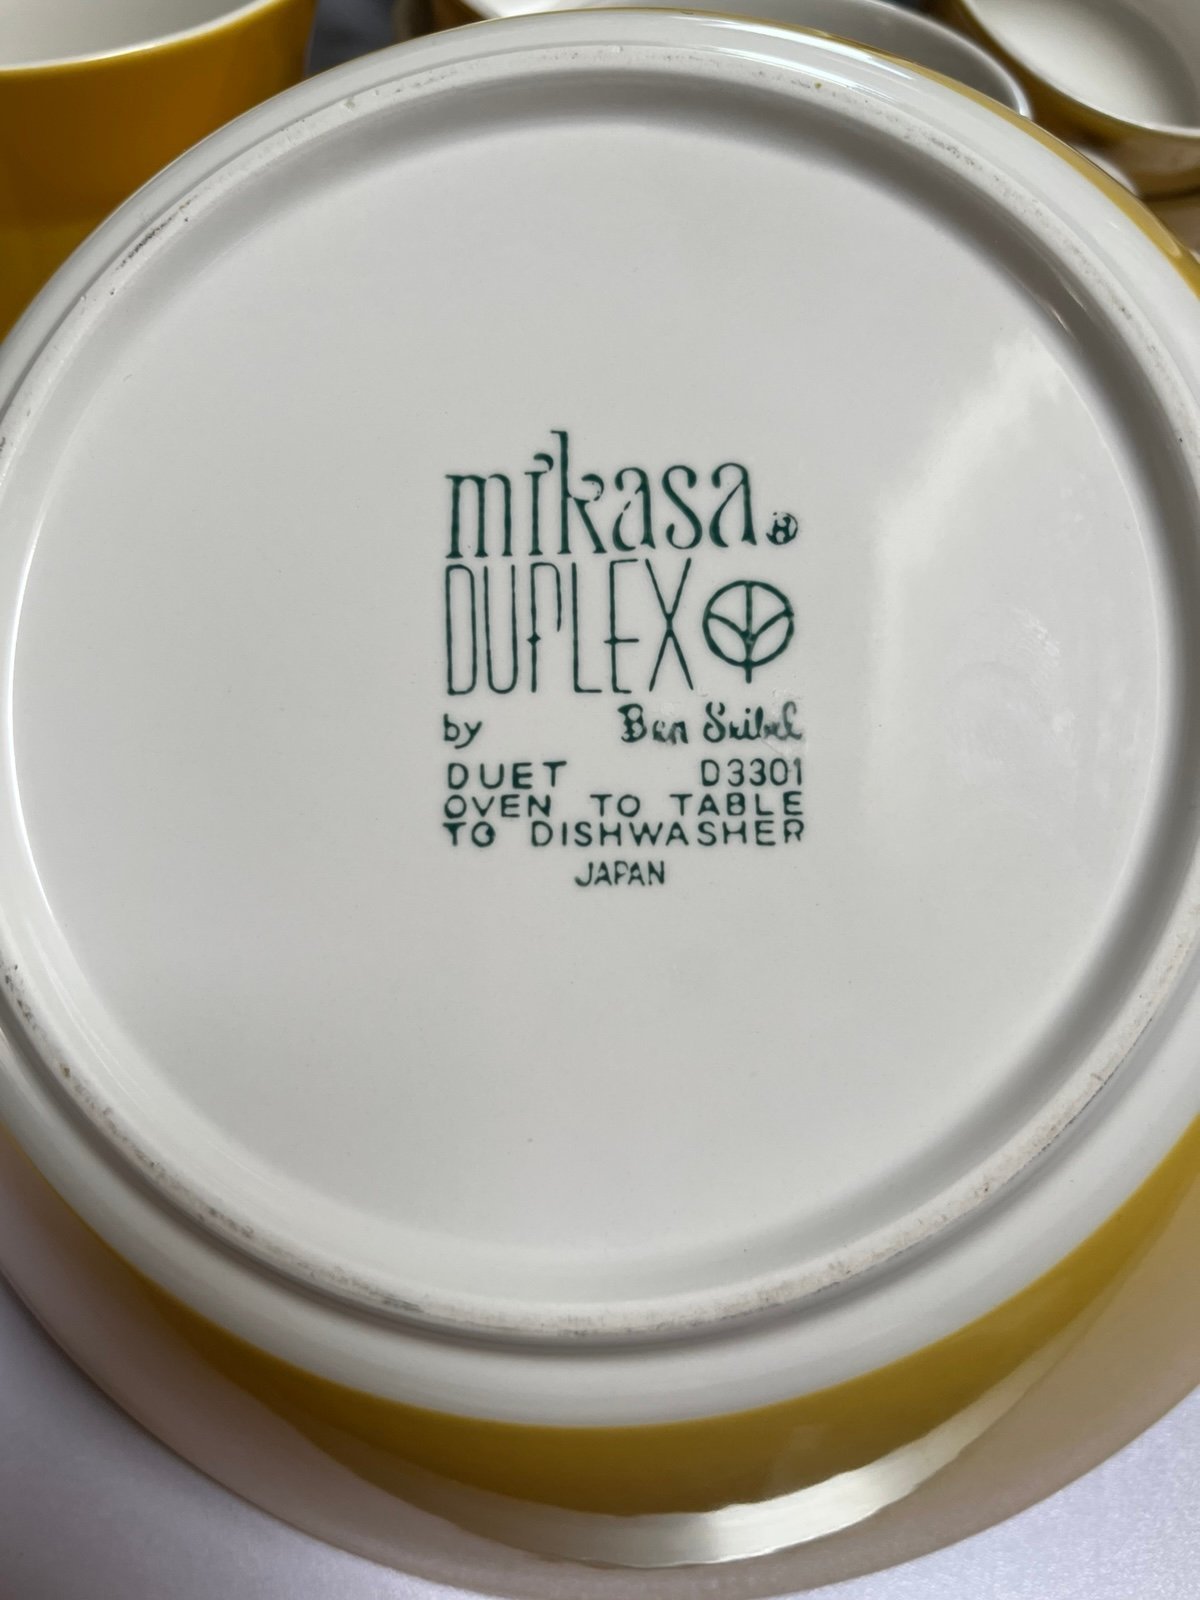 mikasa.
DUPLEX
by Ben Seibel
DUET D3301
OVEN TO TABLE
TO DISHWASHER
JAPAN